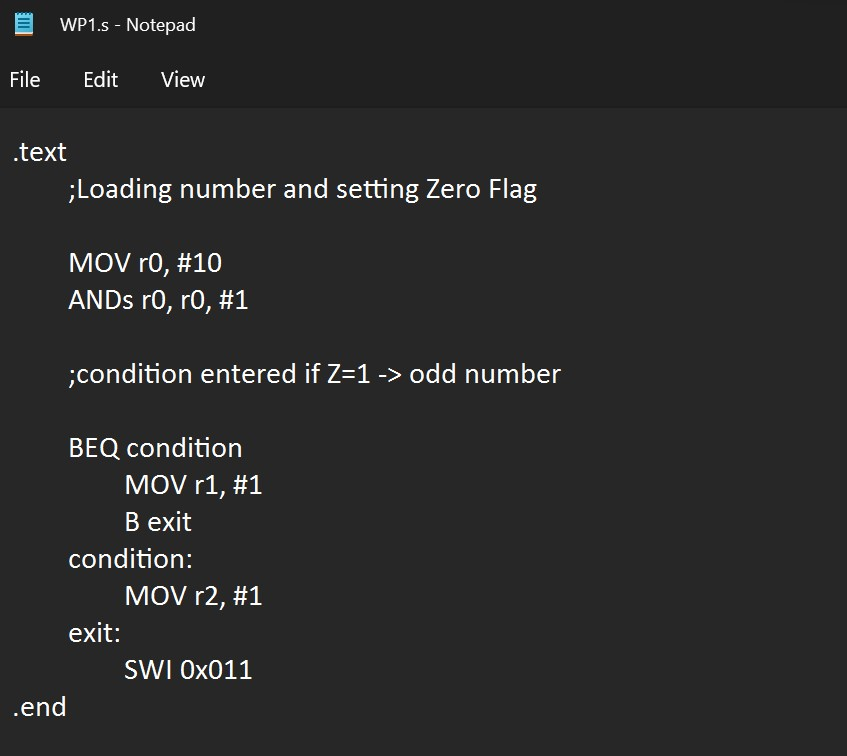 WP1.s - Notepad
File Edit View
.text
;Loading number and setting Zero Flag
MOV r0, #10
ANDs r0, r0, #1
;condition entered if Z=1 -> odd number
BEQ condition
MOV r1, #1
B exit
condition:
MOV r2, #1
exit:
SWI 0x011
.end